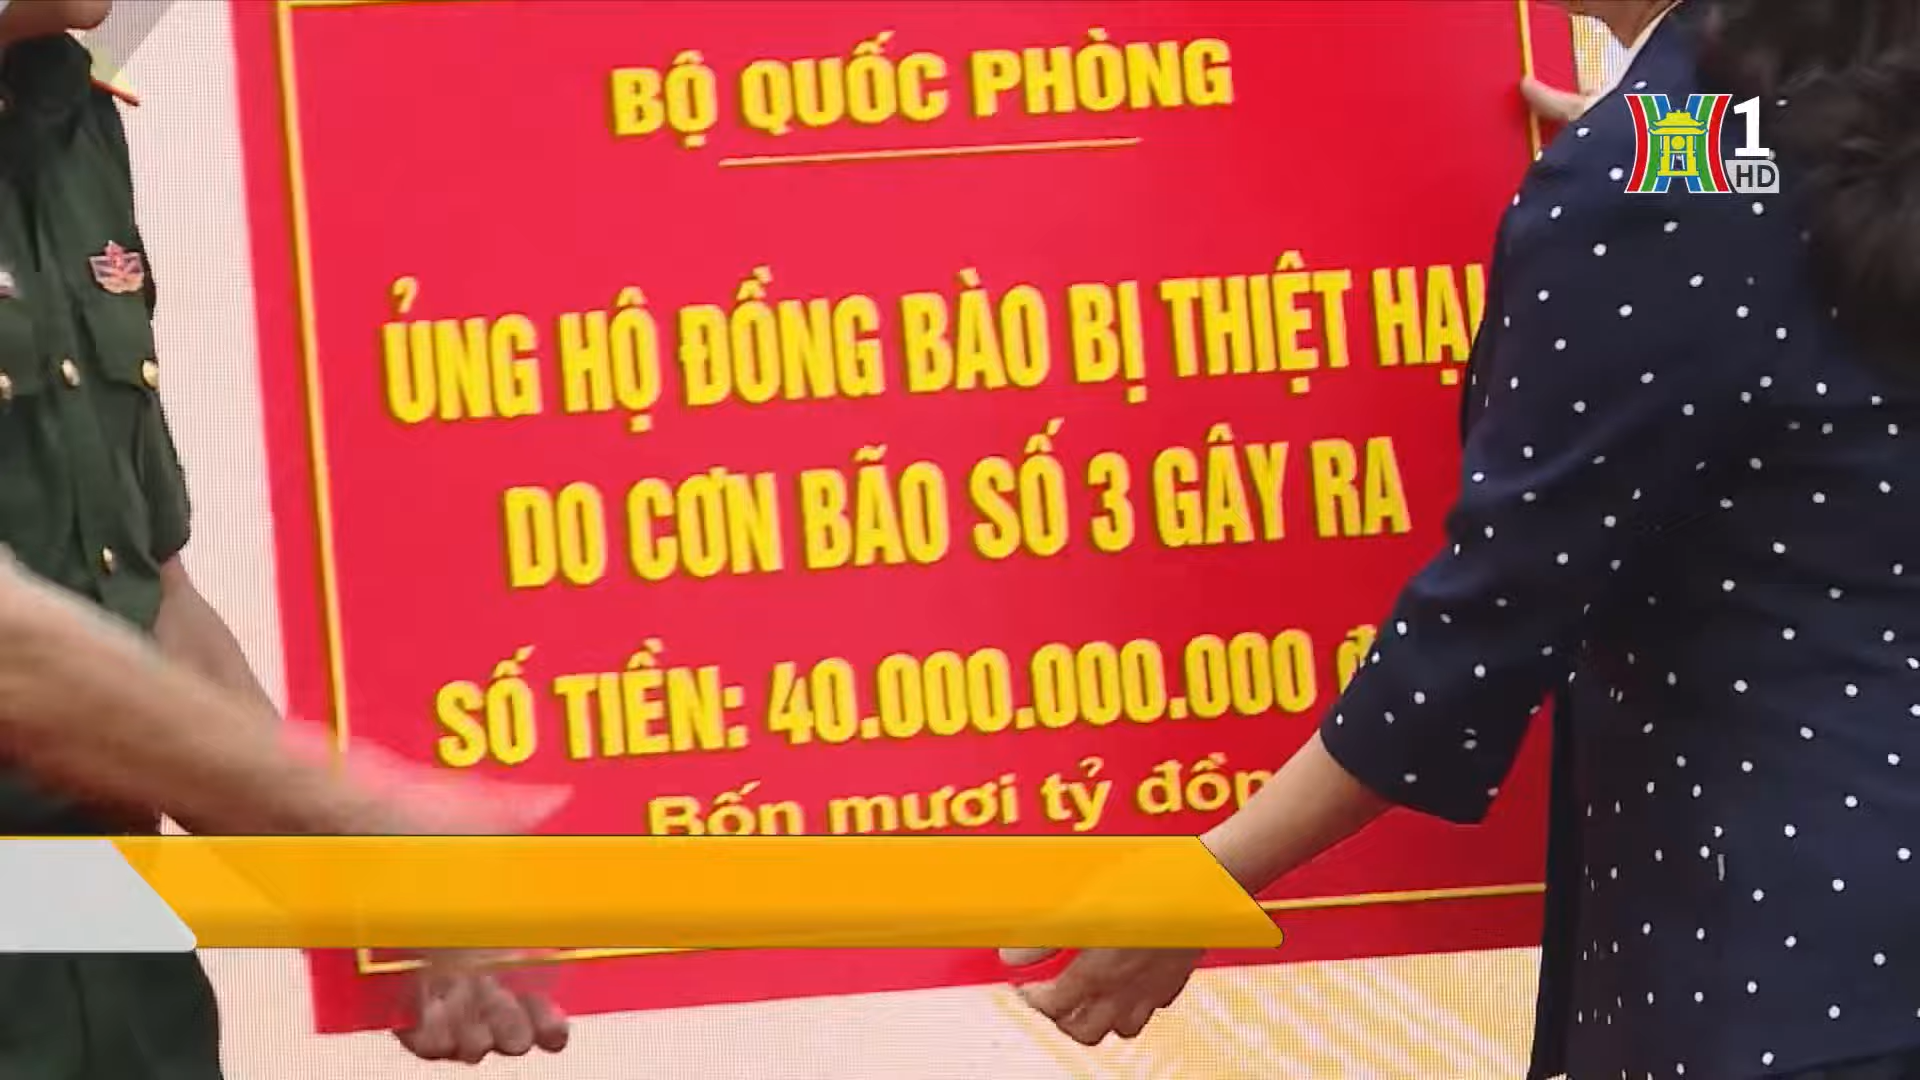 BỘ QUỐC PHÒNG
1
HD
ỦNG HỘ ĐỒNG BÀO BỊ THIỆT HẠI
DO CƠN BÃO SỐ 3 GÂY RA
SỐ TIỀN: 40.000.000.000 đ
Bốn mươi tỷ đồn